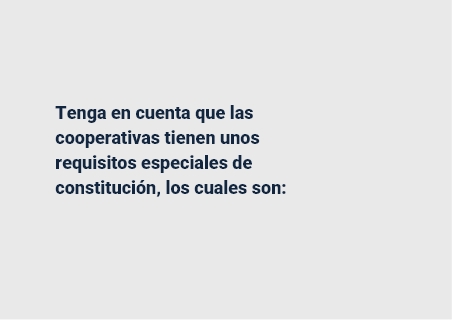 Tenga en cuenta que las
cooperativas tienen unos
requisitos especiales de
constitución, los cuales son: